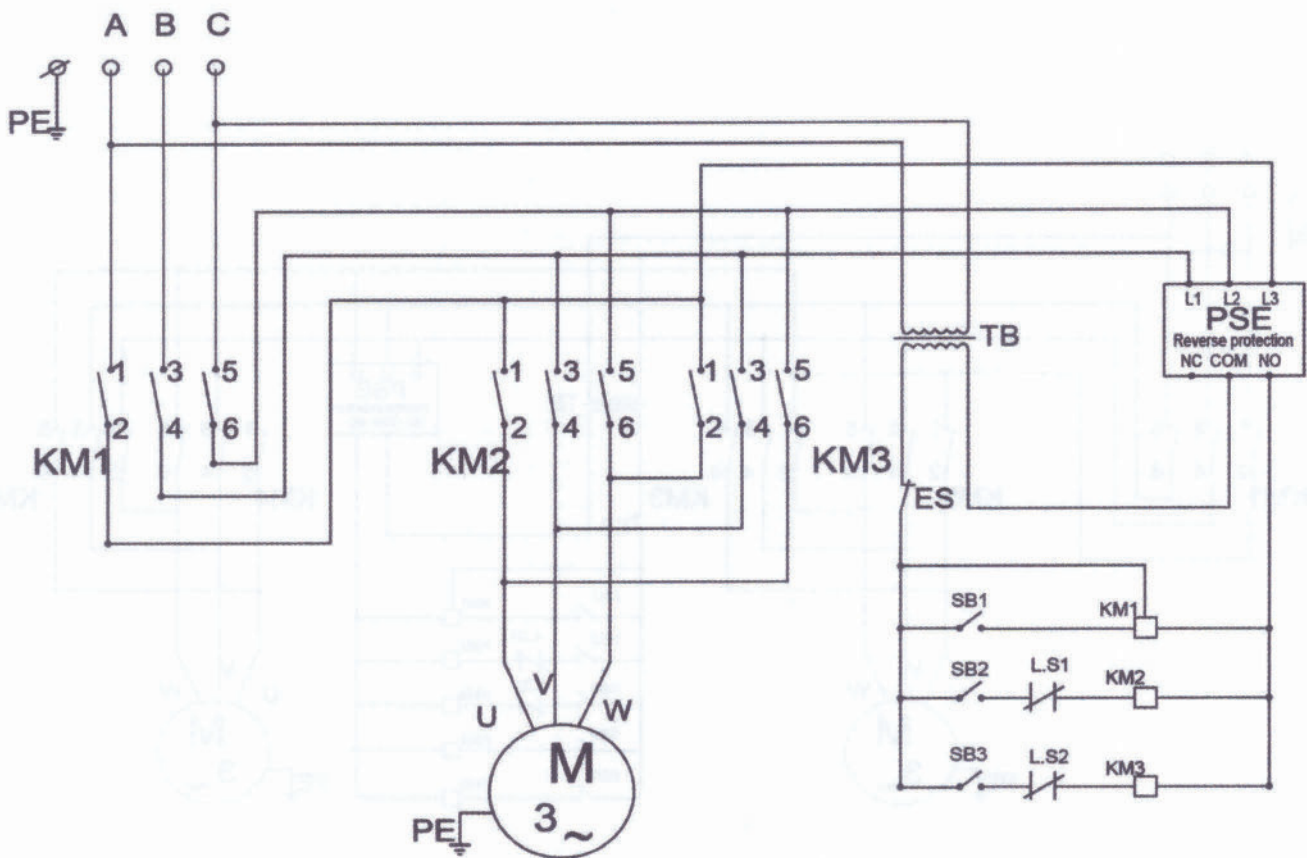 A B C
PE
L1 L2 L3
PSE
Reverse protection
NC COM NO
TB
1 3 5 1 3 5 1 3 5
2 4 6 2 4 6 2 4 6
KM1 KM2 KM3
ES
SB1 KM1
SB2 L.S1 KM2
SB3 L.S2 KM3
U V W
M
3 ~
PE